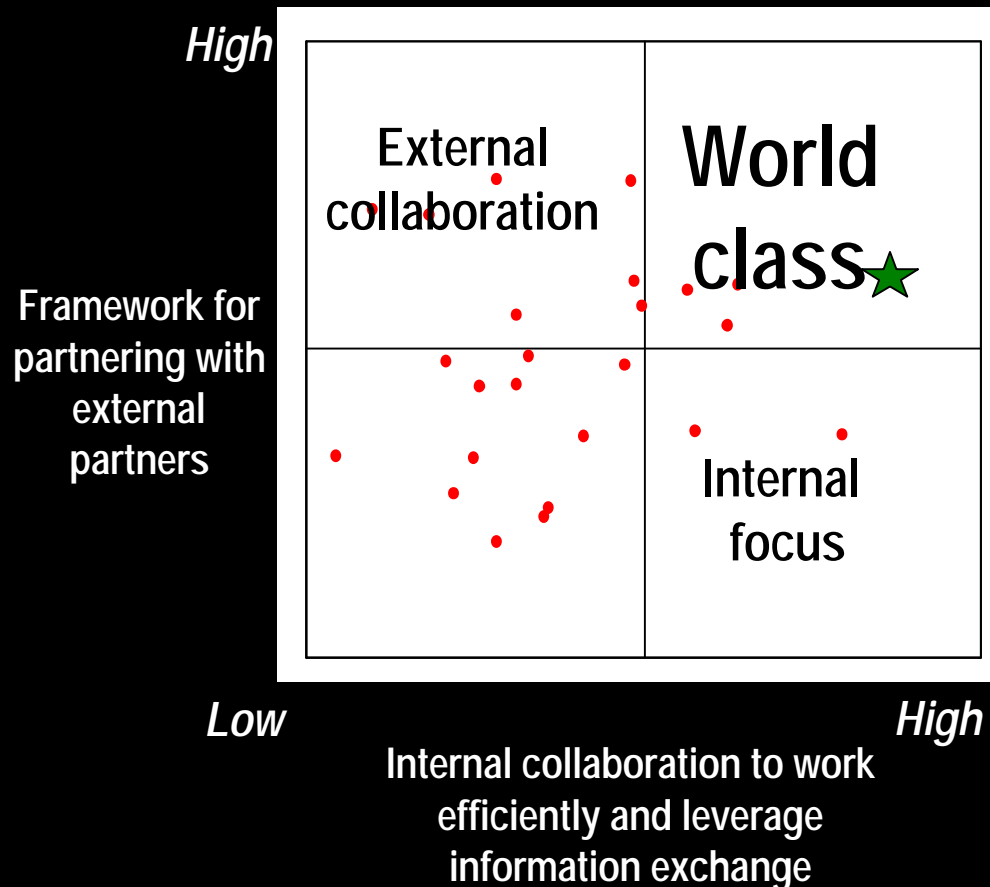 High
External
collaboration
World
class
Framework for
partnering with
external
partners
Internal
focus
Low
High
Internal collaboration to work
efficiently and leverage
information exchange